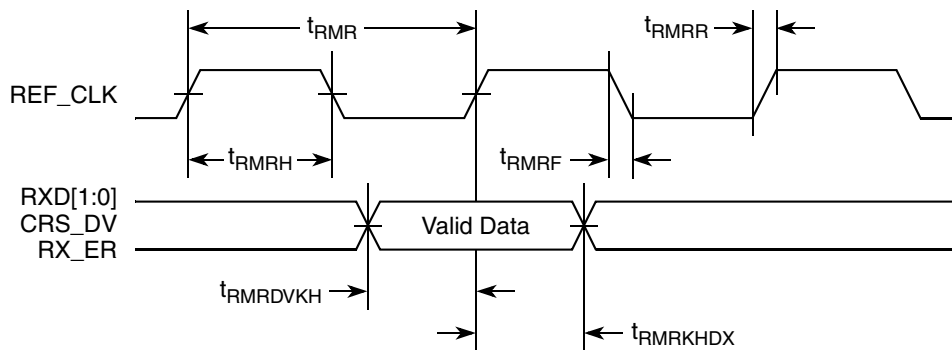 tRMR
tRMRR
REF_CLK
tRMRH
tRMRF
RXD[1:0]
CRS_DV
Valid Data
RX_ER
tRMRDVKH
tRMRKHDX